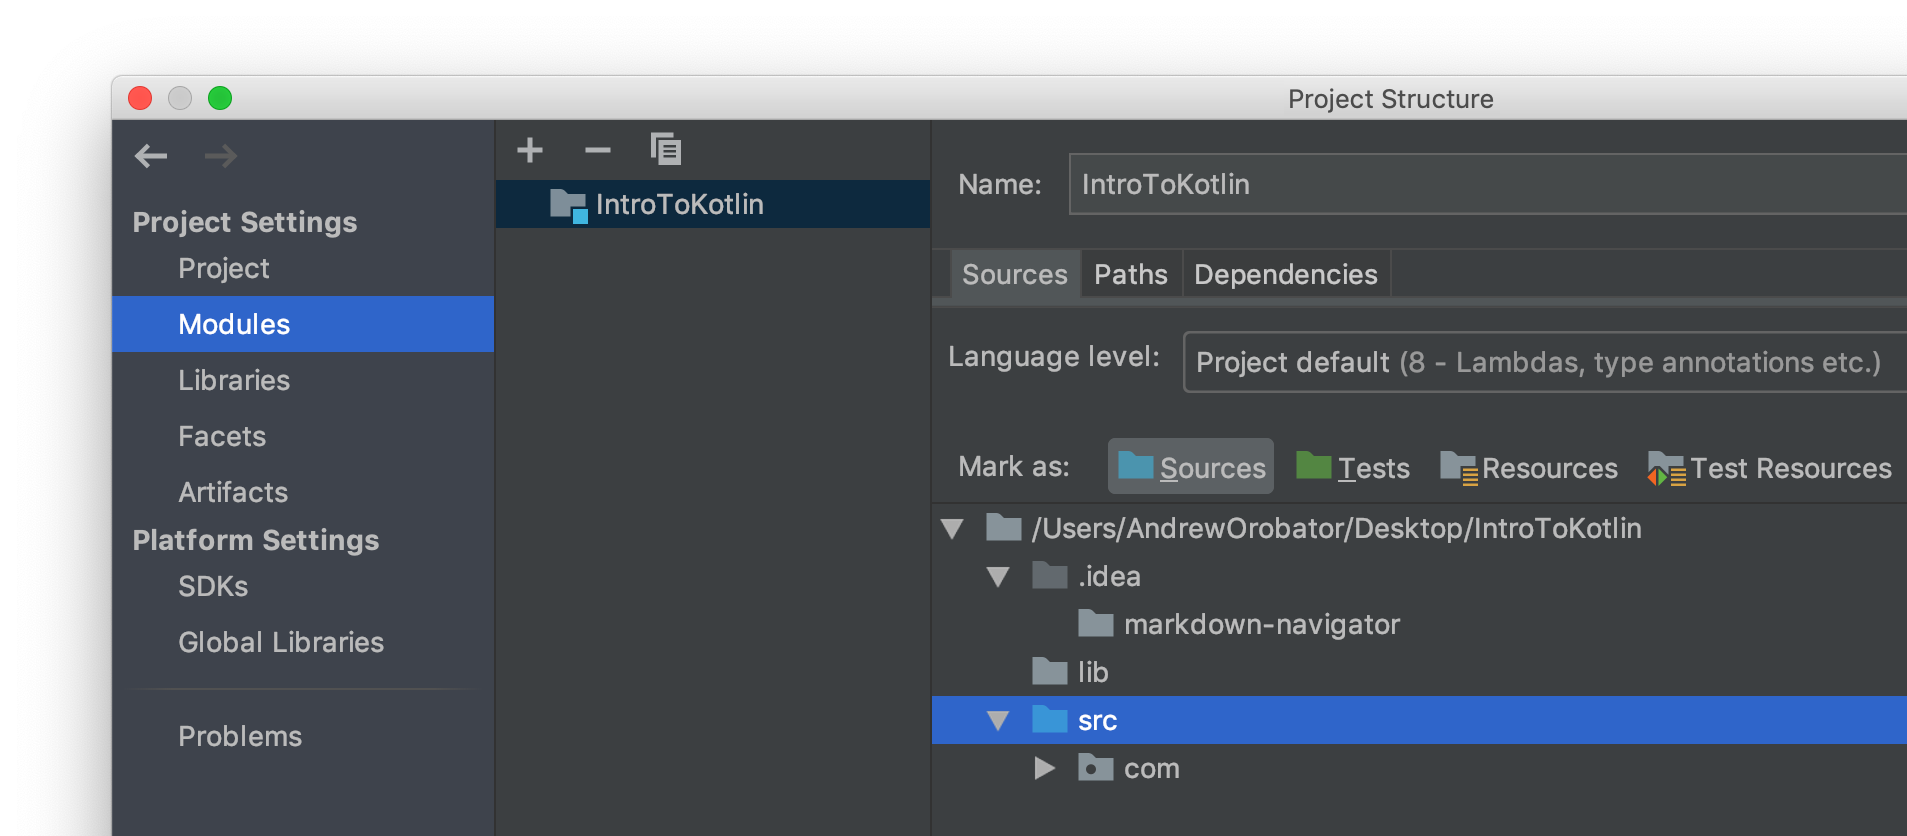 Project Structure
Project Settings
Project
Modules
Libraries
Facets
Artifacts
Platform Settings
SDKs
Global Libraries
Problems
IntroToKotlin
Name: IntroToKotlin
Sources Paths Dependencies
Language level: Project default (8 - Lambdas, type annotations etc.)
Mark as: Sources Tests Resources Test Resources
/Users/AndrewOrobator/Desktop/IntroToKotlin
.idea
markdown-navigator
lib
src
com